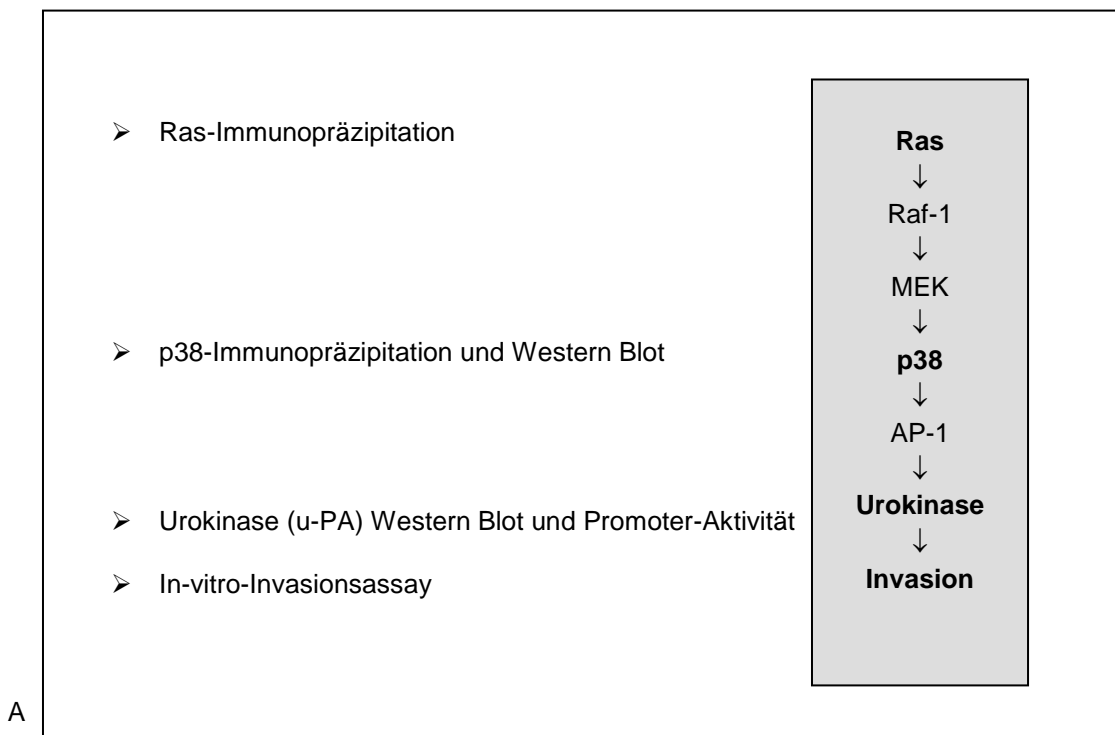 ➢ Ras-Immunopräzipitation
➢ p38-Immunopräzipitation und Western Blot
➢ Urokinase (u-PA) Western Blot und Promoter-Aktivität
➢ In-vitro-Invasionsassay
Ras
↓
Raf-1
↓
MEK
↓
p38
↓
AP-1
↓
Urokinase
↓
Invasion
A